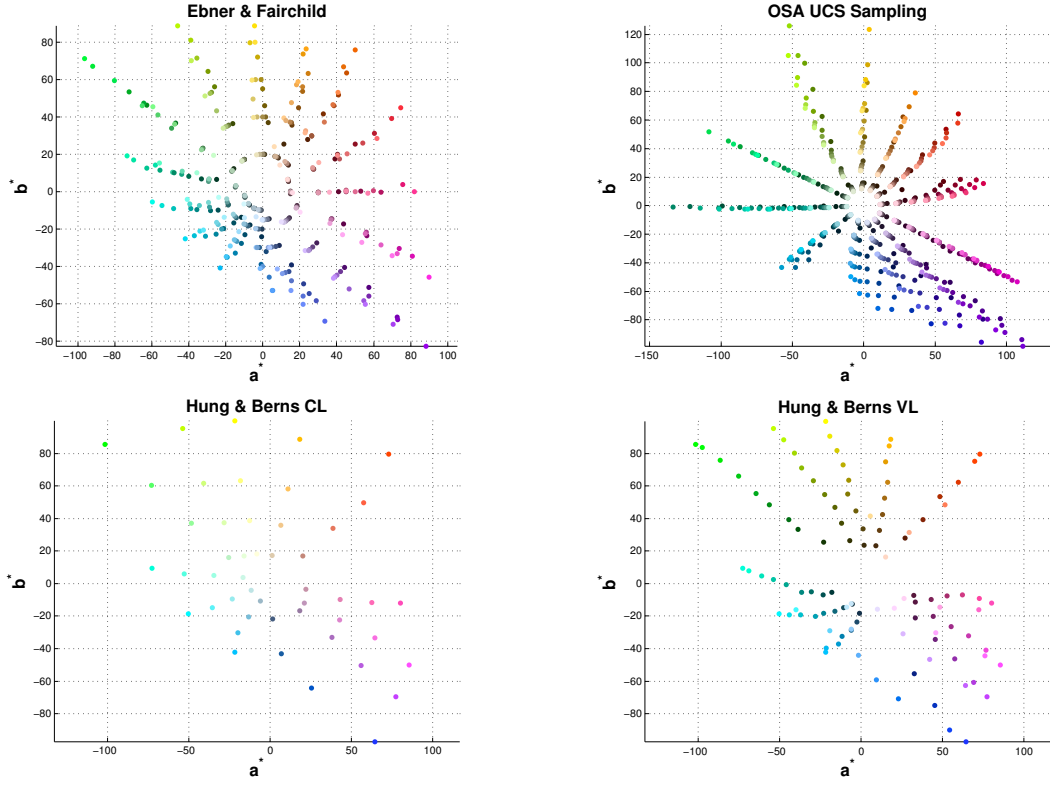 Ebner & Fairchild
80
60
40
20
0
−20
−40
−60
−80
b*
−100 −80 −60 −40 −20 0 20 40 60 80 100
a*
OSA UCS Sampling
120
100
80
60
40
20
0
−20
−40
−60
−80
b*
−150 −100 −50 0 50 100
a*
Hung & Berns CL
80
60
40
20
0
−20
−40
−60
−80
b*
−100 −50 0 50 100
a*
Hung & Berns VL
80
60
40
20
0
−20
−40
−60
−80
b*
−100 −50 0 50 100
a*